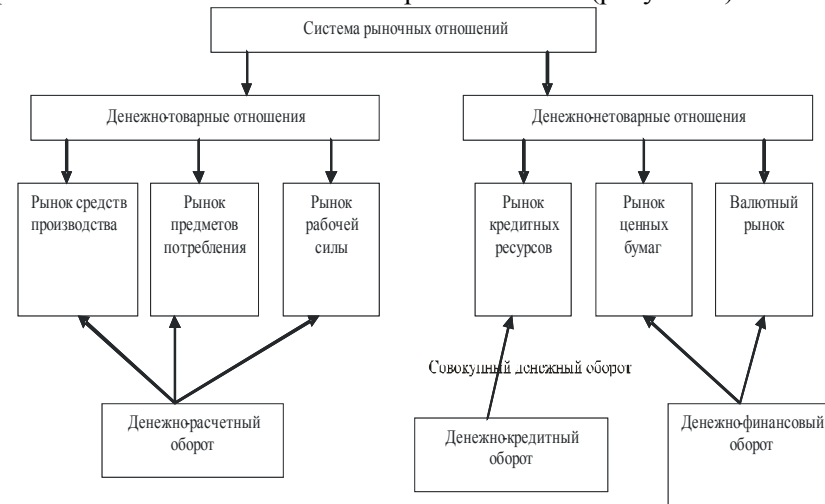 Система рыночных отношений
Денежно-товарные отношения
Денежно-нетоварные отношения
Рынок средств
производства
Рынок
предметов
потребления
Рынок
рабочей
силы
Рынок
кредитных
ресурсов
Рынок
ценных
бумаг
Валютный
рынок
Совокупный денежный оборот
Денежно-расчетный
оборот
Денежно-кредитный
оборот
Денежно-финансовый
оборот